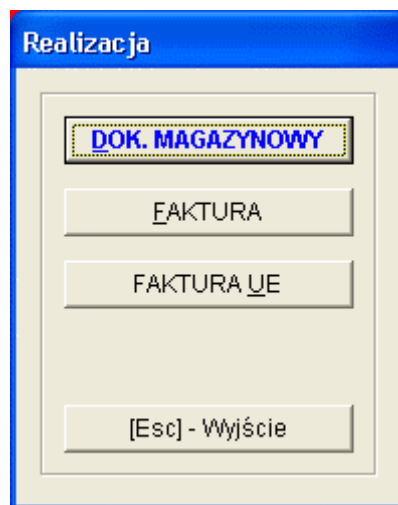 Realizacja
DOK. MAGAZYNOWY
FAKTURA
FAKTURA UE
[Esc] - Wyjście